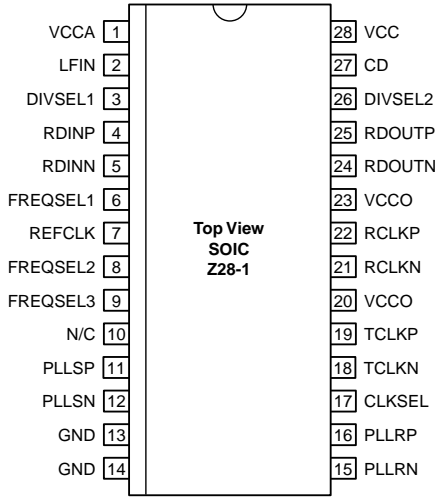 VCCA 1 28 VCC
LFIN 2 27 CD
DIVSEL1 3 26 DIVSEL2
RDINP 4 25 RDOUTP
RDINN 5 24 RDOUTN
FREQSEL1 6 23 VCCO
REFCLK 7 22 RCLKP
FREQSEL2 8 21 RCLKN
FREQSEL3 9 20 VCCO
N/C 10 19 TCLKP
PLLSP 11 18 TCLKN
PLLSN 12 17 CLKSEL
GND 13 16 PLLRP
GND 14 15 PLLRN
Top View
SOIC
Z28-1